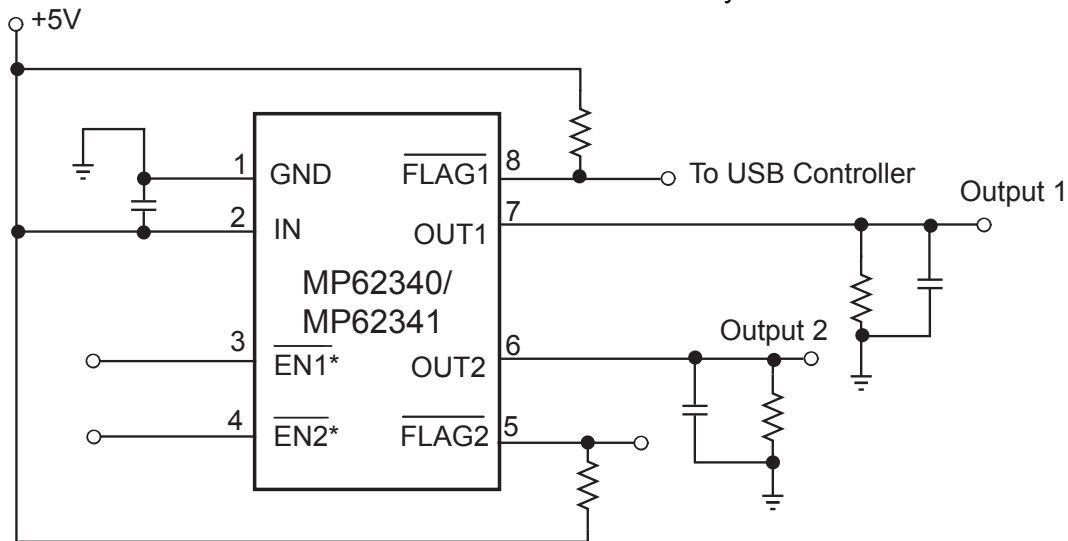 +5V
1
GND
FLAG1
8
To USB Controller
2
IN
OUT1
7
Output 1
MP62340/
MP62341
3
EN1*
OUT2
6
Output 2
4
EN2*
FLAG2
5